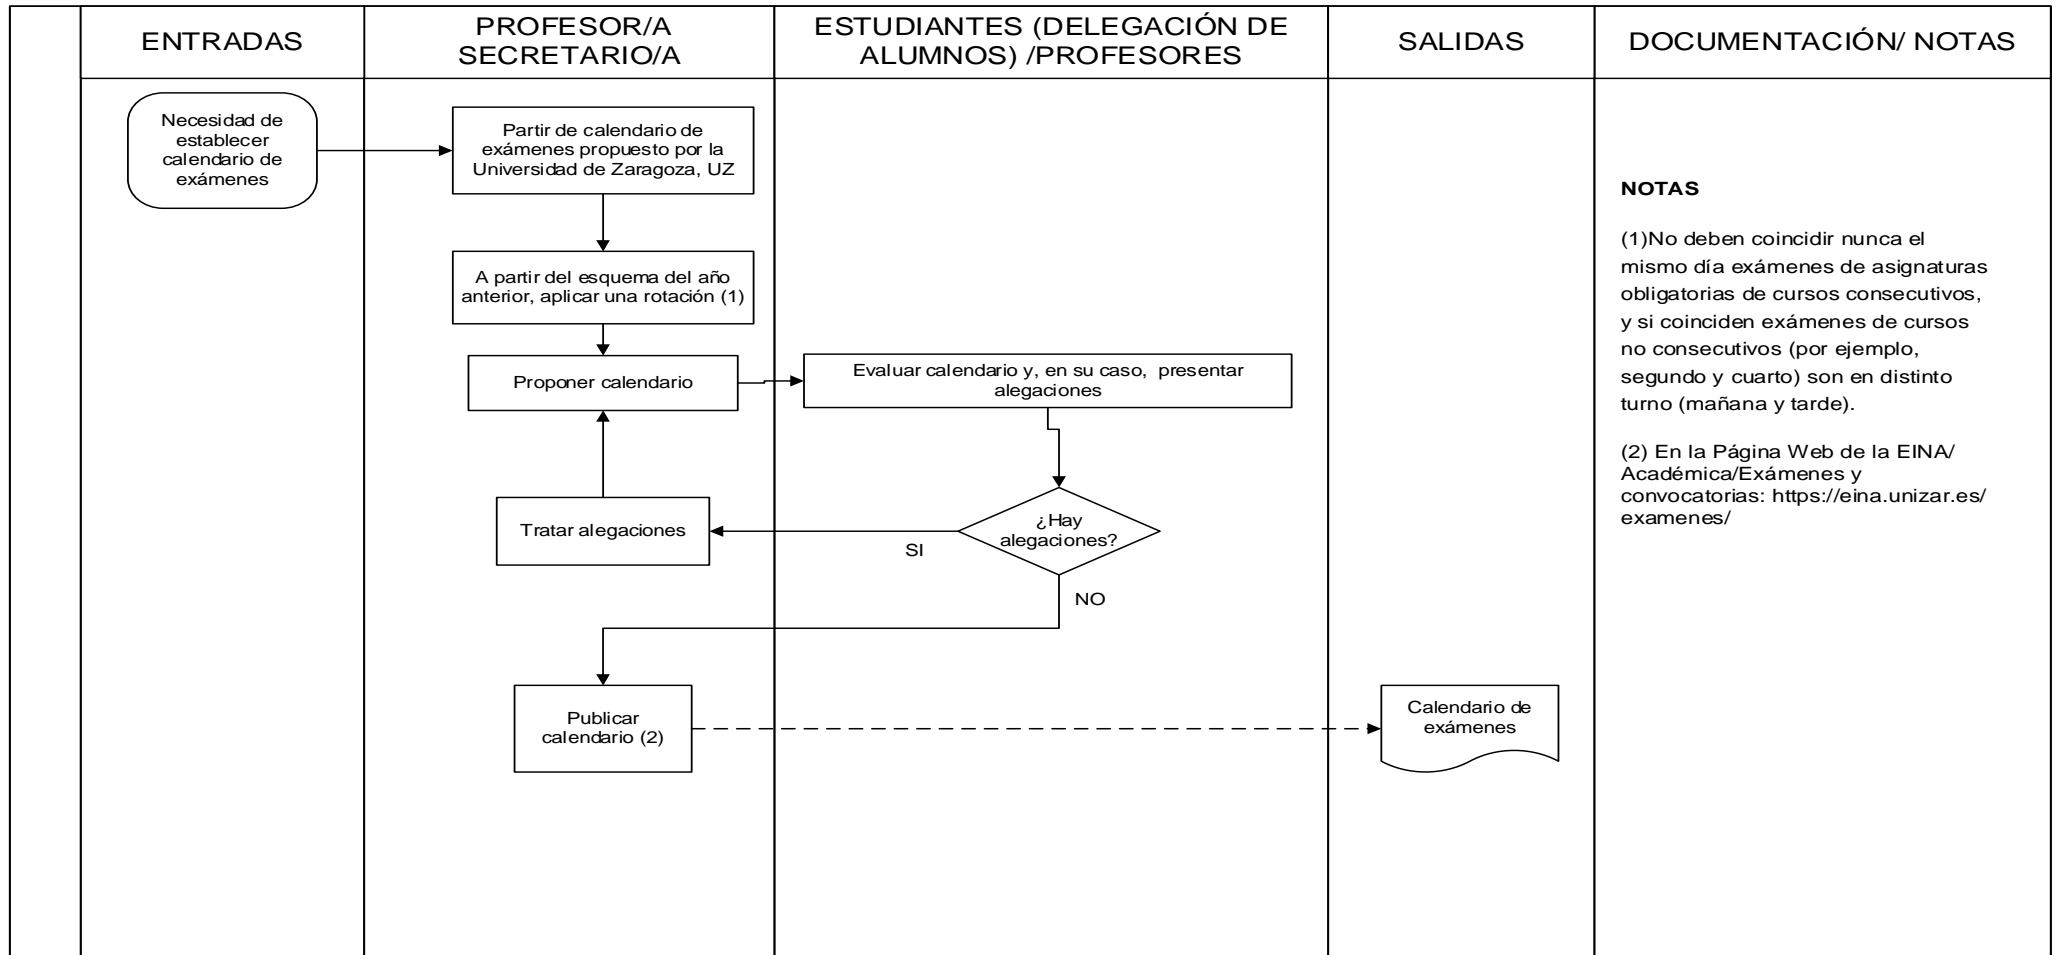 ENTRADAS
PROFESOR/A
SECRETARIO/A
ESTUDIANTES (DELEGACIÓN DE
ALUMNOS) /PROFESORES
SALIDAS
DOCUMENTACIÓN/ NOTAS
Necesidad de
establecer
calendario de
exámenes
Partir de calendario de
exámenes propuesto por la
Universidad de Zaragoza, UZ
A partir del esquema del año
anterior, aplicar una rotación (1)
Proponer calendario
Evaluar calendario y, en su caso, presentar
alegaciones
¿Hay
alegaciones?
SI
Tratar alegaciones
NO
Publicar
calendario (2)
Calendario de
exámenes
NOTAS
(1)No deben coincidir nunca el
mismo día exámenes de asignaturas
obligatorias de cursos consecutivos,
y si coinciden exámenes de cursos
no consecutivos (por ejemplo,
segundo y cuarto) son en distinto
turno (mañana y tarde).
(2) En la Página Web de la EINA/
Académica/Exámenes y
convocatorias: https://eina.unizar.es/
examenes/